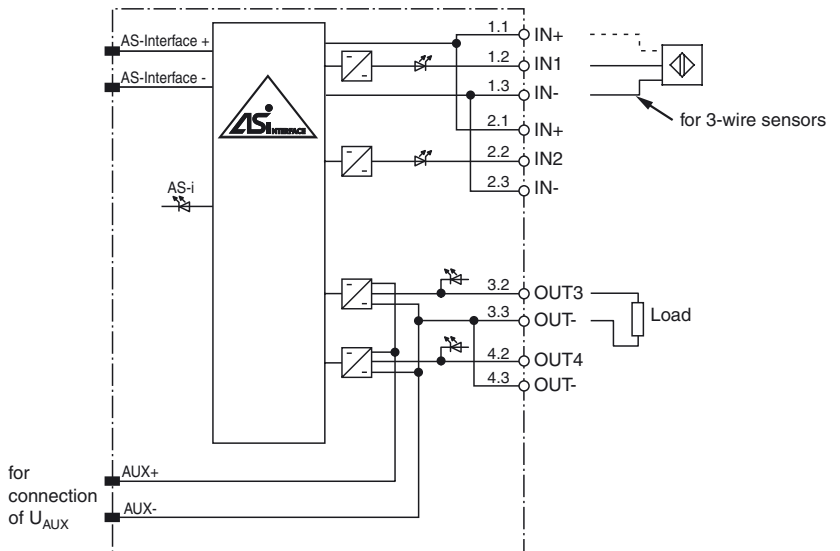 AS-Interface +
AS-Interface -
ASi INTERFACE
AS-i
1.1 IN+
1.2 IN1
1.3 IN-
for 3-wire sensors
2.1 IN+
2.2 IN2
2.3 IN-
3.2 OUT3
3.3 OUT-
Load
4.2 OUT4
4.3 OUT-
for
connection
of UAUX
AUX+
AUX-